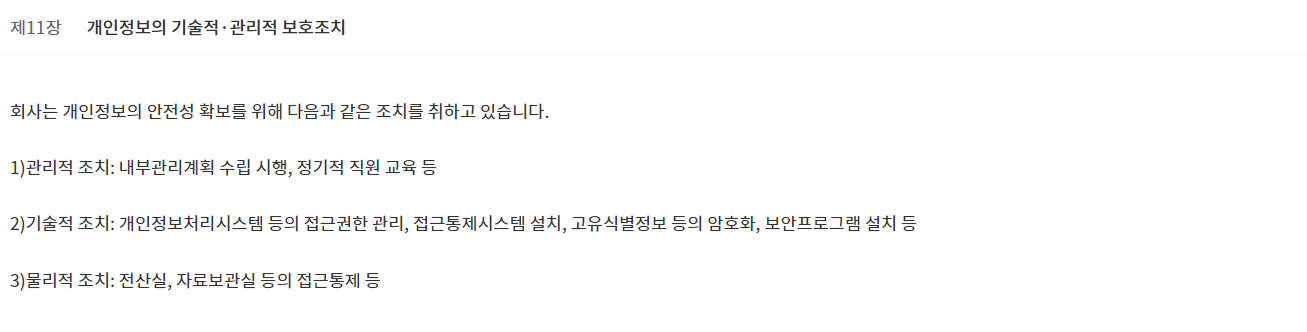 제11장 개인정보의 기술적·관리적 보호조치
회사는 개인정보의 안전성 확보를 위해 다음과 같은 조치를 취하고 있습니다.
1)관리적 조치: 내부관리계획 수립 시행, 정기적 직원 교육 등
2)기술적 조치: 개인정보처리시스템 등의 접근권한 관리, 접근통제시스템 설치, 고유식별정보 등의 암호화, 보안프로그램 설치 등
3)물리적 조치: 전산실, 자료보관실 등의 접근통제 등